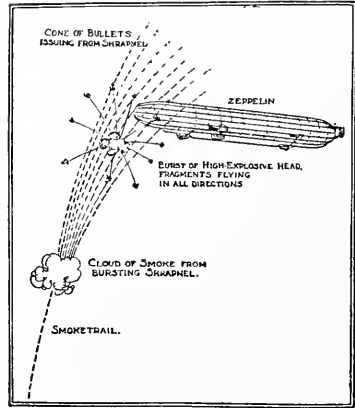 CONE OF BULLETS
ISSUING FROM SHRAPNEL
ZEPPELIN
BURST OF HIGH-EXPLOSIVE HEAD,
FRAGMENTS FLYING
IN ALL DIRECTIONS
CLOUD OF SMOKE FROM
BURSTING SHRAPNEL.
SMOKETRAIL.